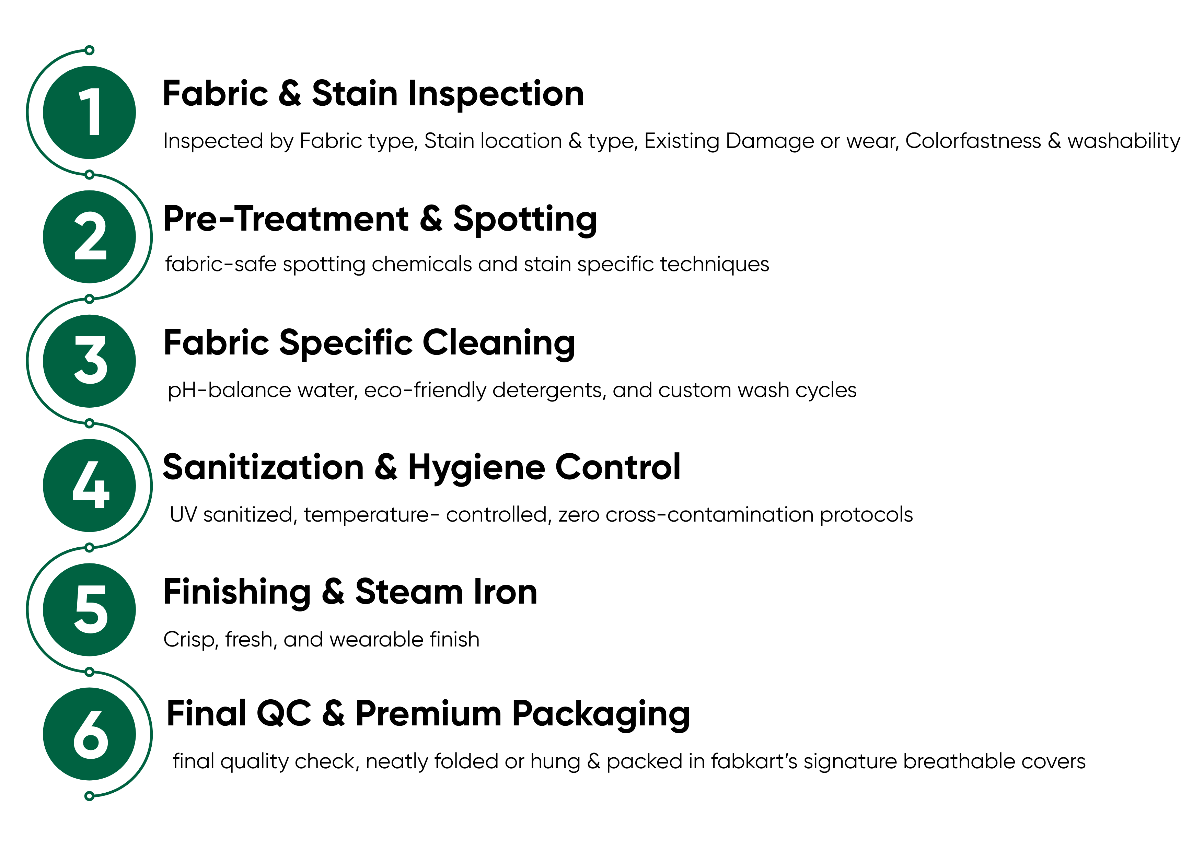 1
Fabric & Stain Inspection
Inspected by Fabric type, Stain location & type, Existing Damage or wear, Colorfastness & washability
2
Pre-Treatment & Spotting
fabric-safe spotting chemicals and stain specific techniques
3
Fabric Specific Cleaning
pH-balance water, eco-friendly detergents, and custom wash cycles
4
Sanitization & Hygiene Control
UV sanitized, temperature- controlled, zero cross-contamination protocols
5
Finishing & Steam Iron
Crisp, fresh, and wearable finish
6
Final QC & Premium Packaging
final quality check, neatly folded or hung & packed in fabkart’s signature breathable covers